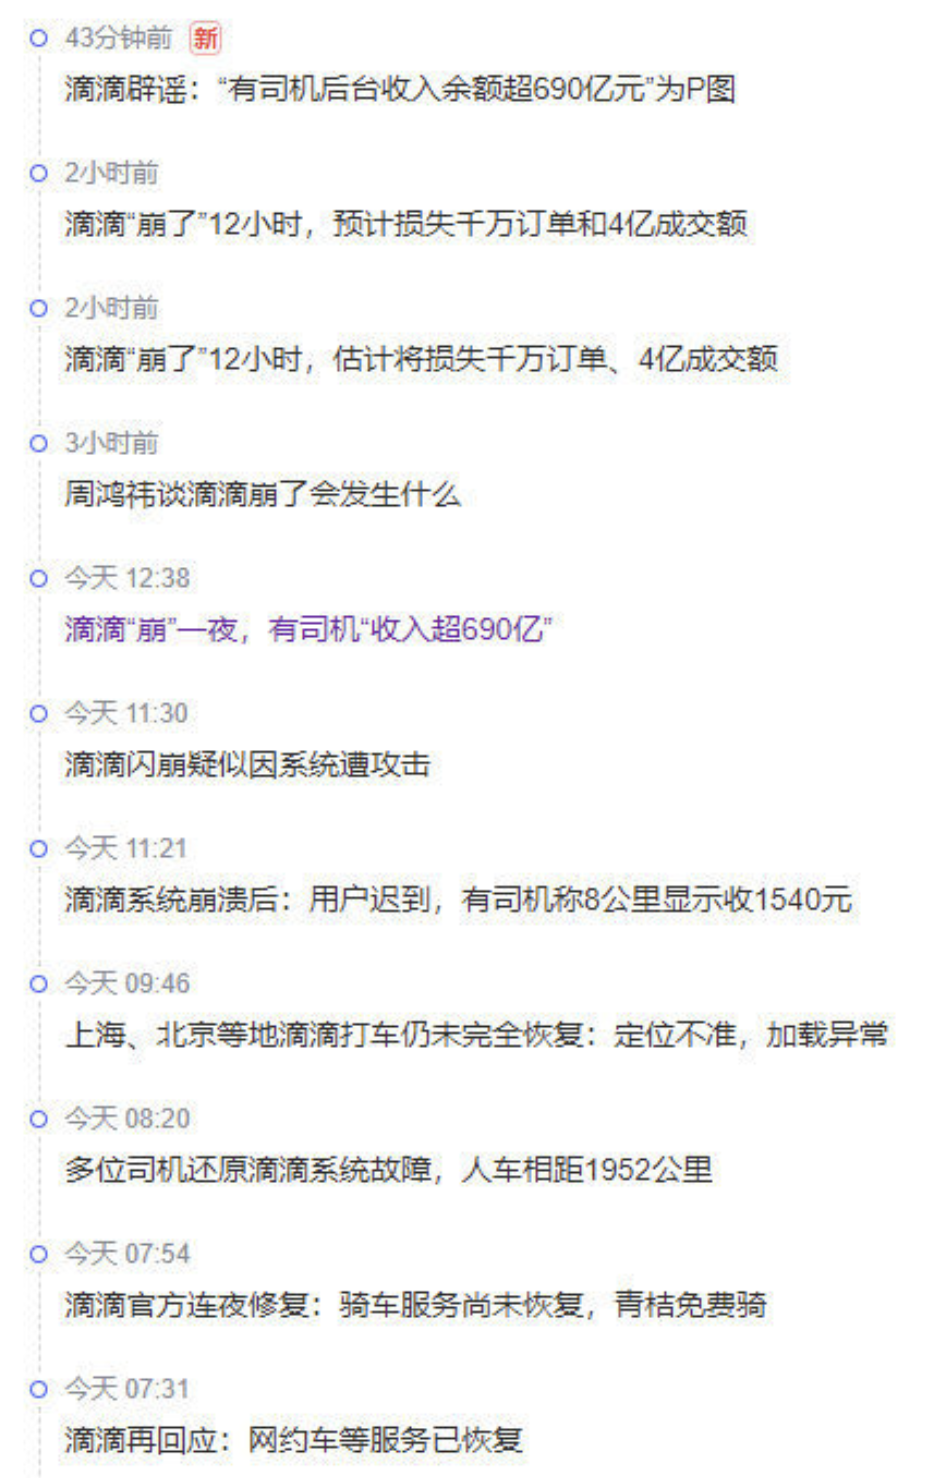 43分钟前 新
滴滴辟谣：“有司机后台收入余额超690亿元”为P图
2小时前
滴滴“崩了”12小时，预计损失千万订单和4亿成交额
2小时前
滴滴“崩了”12小时，估计将损失千万订单、4亿成交额
3小时前
周鸿祎谈滴滴崩了会发生什么
今天 12:38
滴滴“崩”一夜，有司机“收入超690亿”
今天 11:30
滴滴闪崩疑似因系统遭攻击
今天 11:21
滴滴系统崩溃后：用户迟到，有司机称8公里显示收1540元
今天 09:46
上海、北京等地滴滴打车仍未完全恢复：定位不准，加载异常
今天 08:20
多位司机还原滴滴系统故障，人车相距1952公里
今天 07:54
滴滴官方连夜修复：骑车服务尚未恢复，青桔免费骑
今天 07:31
滴滴再回应：网约车等服务已恢复